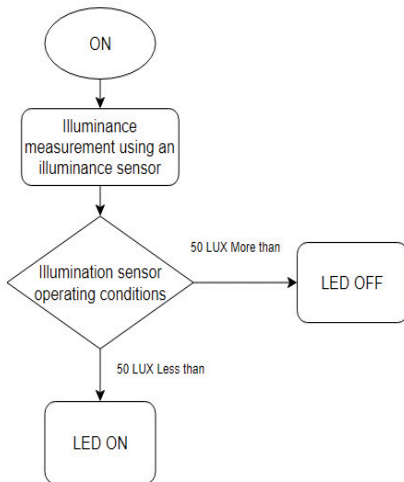 ON
Illuminance
measurement using an
illuminance sensor
50 LUX More than
Illumination sensor
operating conditions
LED OFF
50 LUX Less than
LED ON